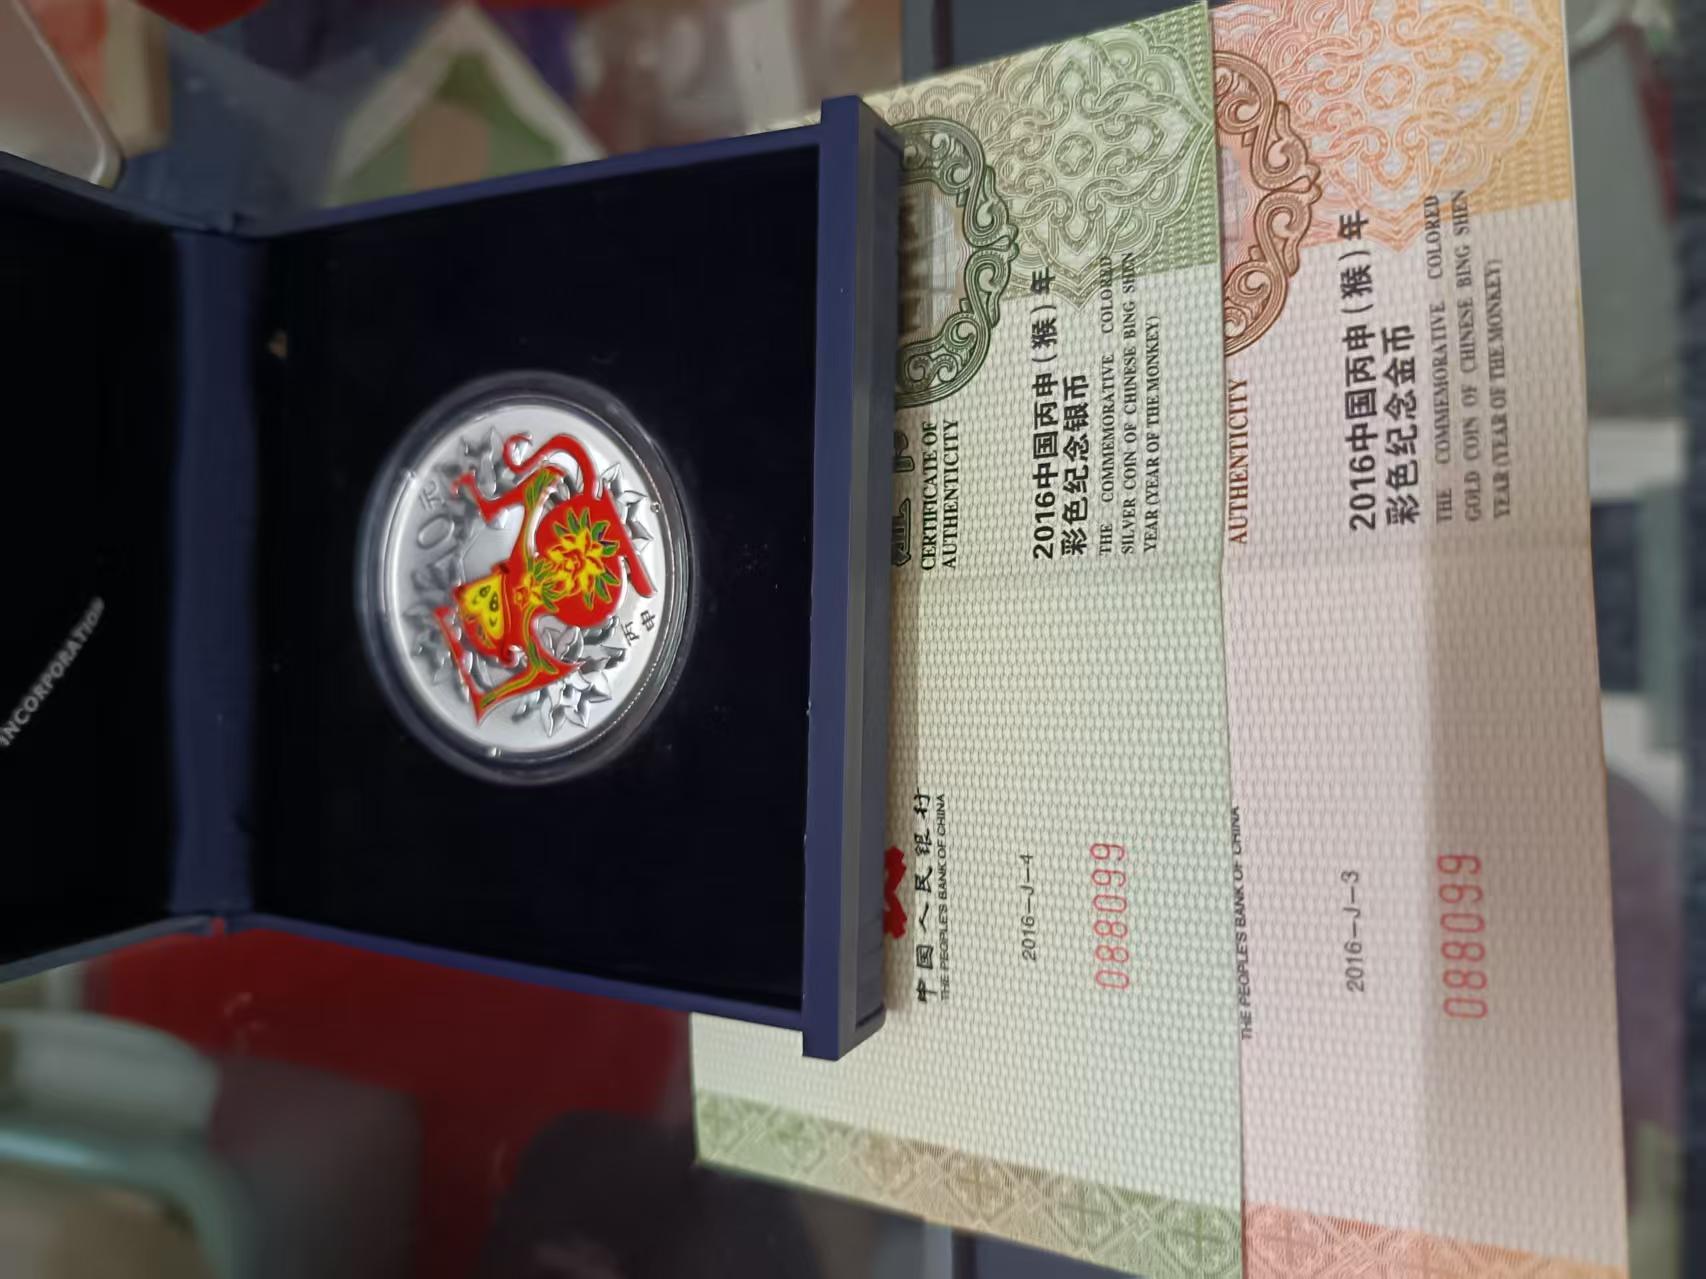 INCORPORATION
10元
丙申
CERTIFICATE OF
AUTHENTICITY
2016中国丙申(猴)年
彩色纪念银币
THE COMMEMORATIVE COLORED
SILVER COIN OF CHINESE BING SHEN
YEAR (YEAR OF THE MONKEY)
中国人民银行
THE PEOPLE'S BANK OF CHINA
2016-J-4
088099
AUTHENTICITY
2016中国丙申(猴)年
彩色纪念金币
THE COMMEMORATIVE COLORED
GOLD COIN OF CHINESE BING SHEN
YEAR (YEAR OF THE MONKEY)
THE PEOPLE'S BANK OF CHINA
2016-J-3
088099